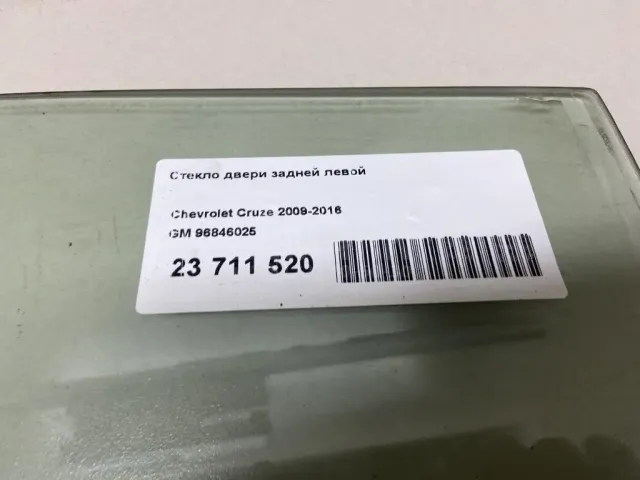 Стекло двери задней левой
Chevrolet Cruze 2009-2016
GM 96846025
23 711 520